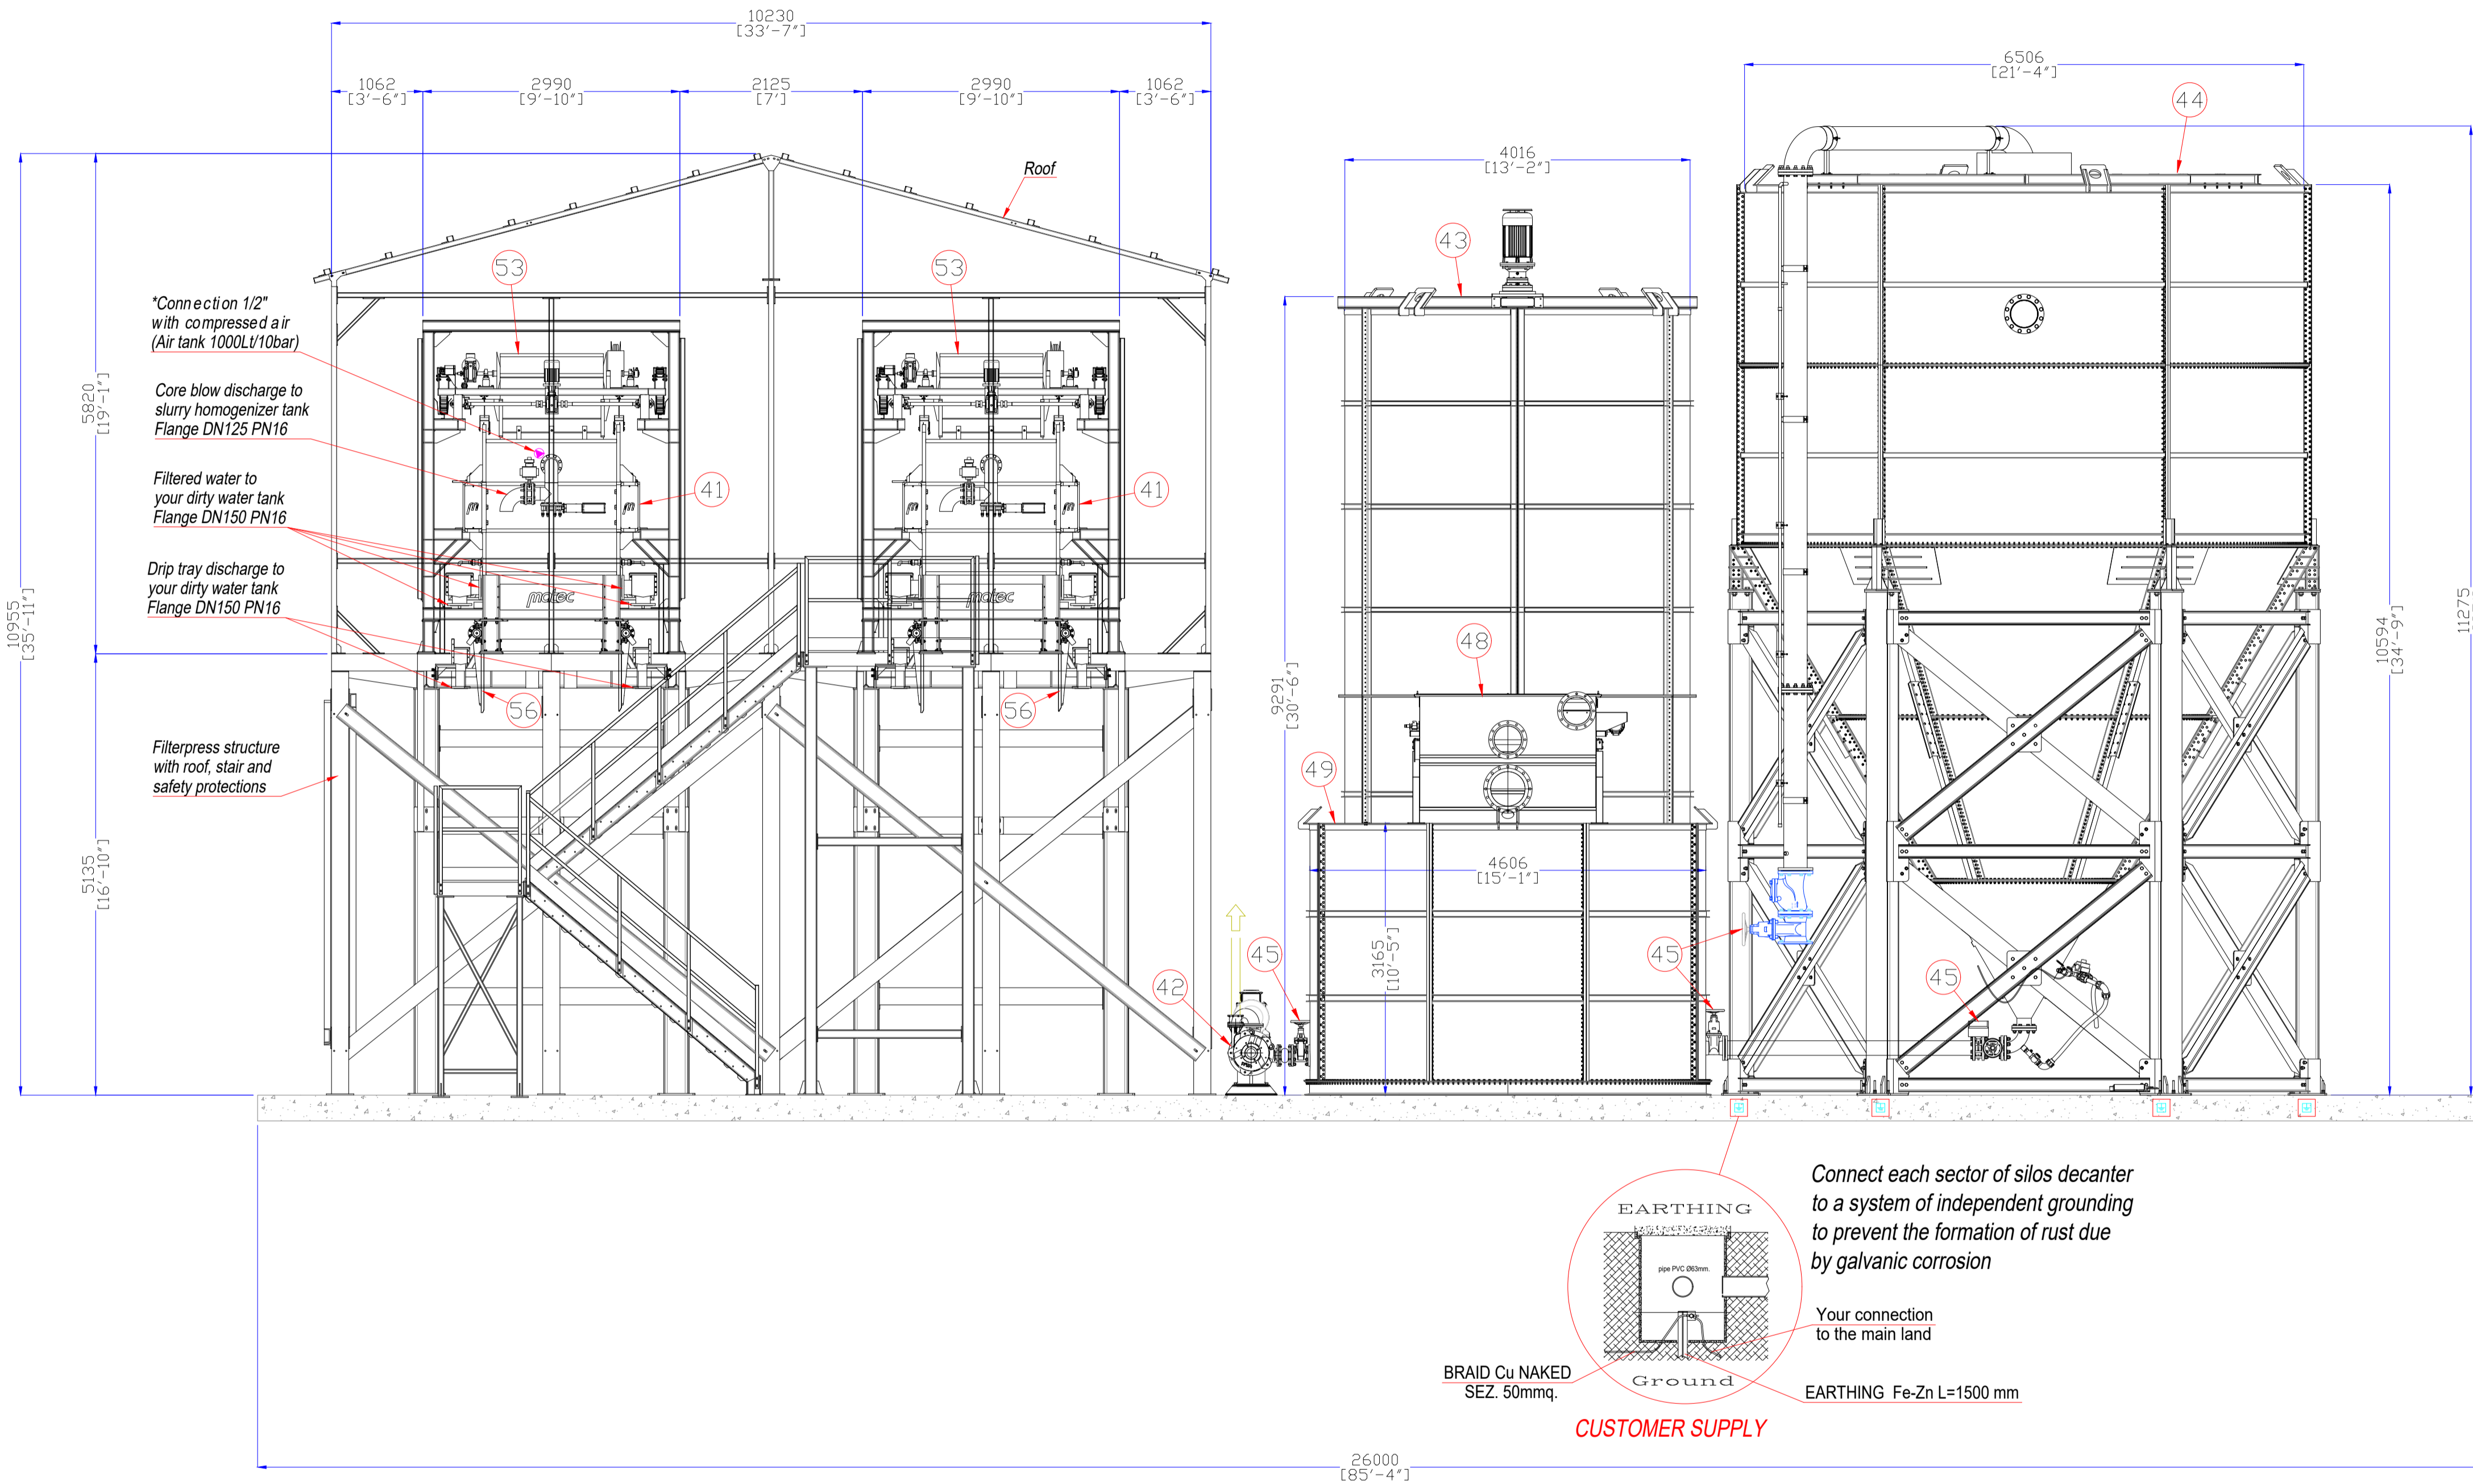 10230
[33'-7"]
1062
[3'-6"]
2990
[9'-10"]
2125
[7']
2990
[9'-10"]
1062
[3'-6"]
6506
[21'-4"]
44
4016
[13'-2"]
Roof
43
53
53
*Connection 1/2"
with compressed air
(Air tank 1000Lt/10bar)
Core blow discharge to
slurry homogenizer tank
Flange DN125 PN16
Filtered water to
your dirty water tank
Flange DN150 PN16
Drip tray discharge to
your dirty water tank
Flange DN150 PN16
Filterpress structure
with roof, stair and
safety protections
5820
[19'-1"]
10955
[35'-11"]
5135
[16'-10"]
41
41
matec
matec
56
56
48
49
9291
[30'-6"]
4606
[15'-1"]
3165
[10'-5"]
42
45
45
45
10594
[34'-9"]
11275
Connect each sector of silos decanter
to a system of independent grounding
to prevent the formation of rust due
by galvanic corrosion
EARTHING
pipe PVC Ø63mm.
Ground
Your connection
to the main land
BRAID Cu NAKED
SEZ. 50mmq.
EARTHING Fe-Zn L=1500 mm
CUSTOMER SUPPLY
26000
[85'-4"]